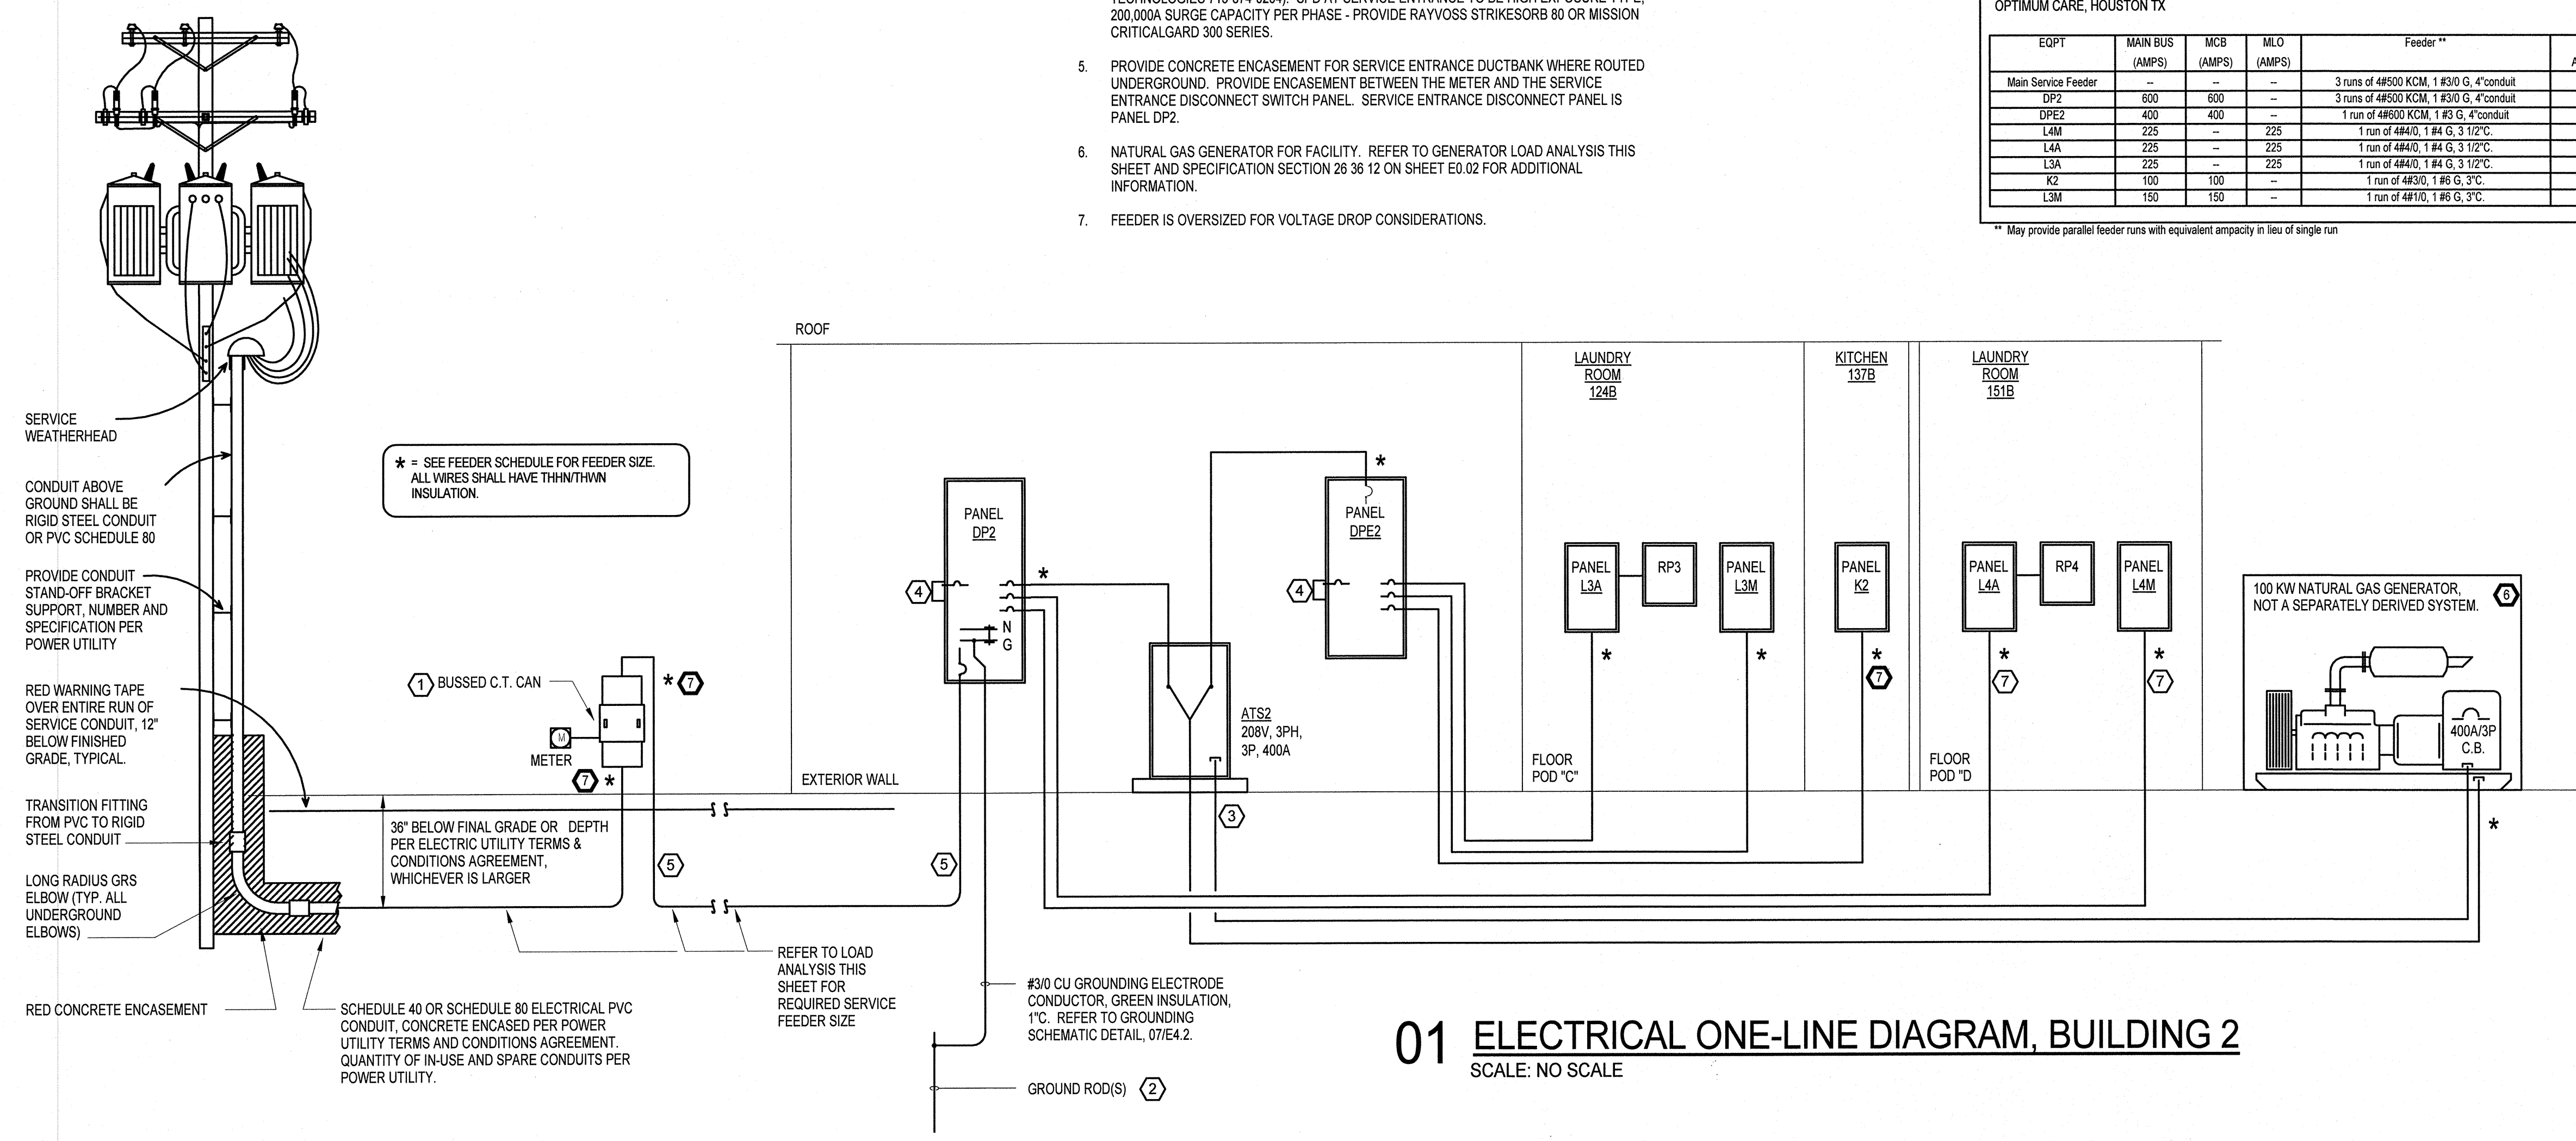 200,000A SURGE CAPACITY PER PHASE - PROVIDE RAYVOSS STRIKESORB 80 OR MISSION
CRITICALGARD 300 SERIES.
5. PROVIDE CONCRETE ENCASEMENT FOR SERVICE ENTRANCE DUCTBANK WHERE ROUTED
UNDERGROUND. PROVIDE ENCASEMENT BETWEEN THE METER AND THE SERVICE
ENTRANCE DISCONNECT SWITCH PANEL. SERVICE ENTRANCE DISCONNECT PANEL IS
PANEL DP2.
6. NATURAL GAS GENERATOR FOR FACILITY. REFER TO GENERATOR LOAD ANALYSIS THIS
SHEET AND SPECIFICATION SECTION 26 36 12 ON SHEET E0.02 FOR ADDITIONAL
INFORMATION.
7. FEEDER IS OVERSIZED FOR VOLTAGE DROP CONSIDERATIONS.
OPTIMUM CARE, HOUSTON TX
EQPT MAIN BUS (AMPS) MCB (AMPS) MLO (AMPS) Feeder **
Main Service Feeder -- -- -- 3 runs of 4#500 KCM, 1 #3/0 G, 4"conduit
DP2 600 600 -- 3 runs of 4#500 KCM, 1 #3/0 G, 4"conduit
DPE2 400 400 -- 1 run of 4#600 KCM, 1 #3 G, 4"conduit
L4M 225 -- 225 1 run of 4#4/0, 1 #4 G, 3 1/2"C.
L4A 225 -- 225 1 run of 4#4/0, 1 #4 G, 3 1/2"C.
L3A 225 -- 225 1 run of 4#4/0, 1 #4 G, 3 1/2"C.
K2 100 100 -- 1 run of 4#3/0, 1 #6 G, 3"C.
L3M 150 150 -- 1 run of 4#1/0, 1 #6 G, 3"C.
** May provide parallel feeder runs with equivalent ampacity in lieu of single run
SERVICE
WEATHERHEAD
CONDUIT ABOVE
GROUND SHALL BE
RIGID STEEL CONDUIT
OR PVC SCHEDULE 80
PROVIDE CONDUIT
STAND-OFF BRACKET
SUPPORT, NUMBER AND
SPECIFICATION PER
POWER UTILITY
RED WARNING TAPE
OVER ENTIRE RUN OF
SERVICE CONDUIT, 12"
BELOW FINISHED
GRADE, TYPICAL.
TRANSITION FITTING
FROM PVC TO RIGID
STEEL CONDUIT
LONG RADIUS GRS
ELBOW (TYP. ALL
UNDERGROUND
ELBOWS)
RED CONCRETE ENCASEMENT
* = SEE FEEDER SCHEDULE FOR FEEDER SIZE.
ALL WIRES SHALL HAVE THHN/THWN
INSULATION.
1 BUSSED C.T. CAN
* 7
M
METER
7 *
36" BELOW FINAL GRADE OR DEPTH
PER ELECTRIC UTILITY TERMS &
CONDITIONS AGREEMENT,
WHICHEVER IS LARGER
5
5
SCHEDULE 40 OR SCHEDULE 80 ELECTRICAL PVC
CONDUIT, CONCRETE ENCASED PER POWER
UTILITY TERMS AND CONDITIONS AGREEMENT.
QUANTITY OF IN-USE AND SPARE CONDUITS PER
POWER UTILITY.
REFER TO LOAD
ANALYSIS THIS
SHEET FOR
REQUIRED SERVICE
FEEDER SIZE
ROOF
EXTERIOR WALL
PANEL
DP2
4
N
G
*
#3/0 CU GROUNDING ELECTRODE
CONDUCTOR, GREEN INSULATION,
1"C. REFER TO GROUNDING
SCHEMATIC DETAIL, 07/E4.2.
GROUND ROD(S) 2
ATS2
208V, 3PH,
3P, 400A
3
*
PANEL
DPE2
4
LAUNDRY
ROOM
124B
PANEL
L3A
RP3
PANEL
L3M
*
*
FLOOR
POD "C"
KITCHEN
137B
PANEL
K2
*
7
LAUNDRY
ROOM
151B
PANEL
L4A
RP4
PANEL
L4M
*
7
*
7
FLOOR
POD "D
100 KW NATURAL GAS GENERATOR,
NOT A SEPARATELY DERIVED SYSTEM.
6
400A/3P
C.B.
*
01 ELECTRICAL ONE-LINE DIAGRAM, BUILDING 2
SCALE: NO SCALE